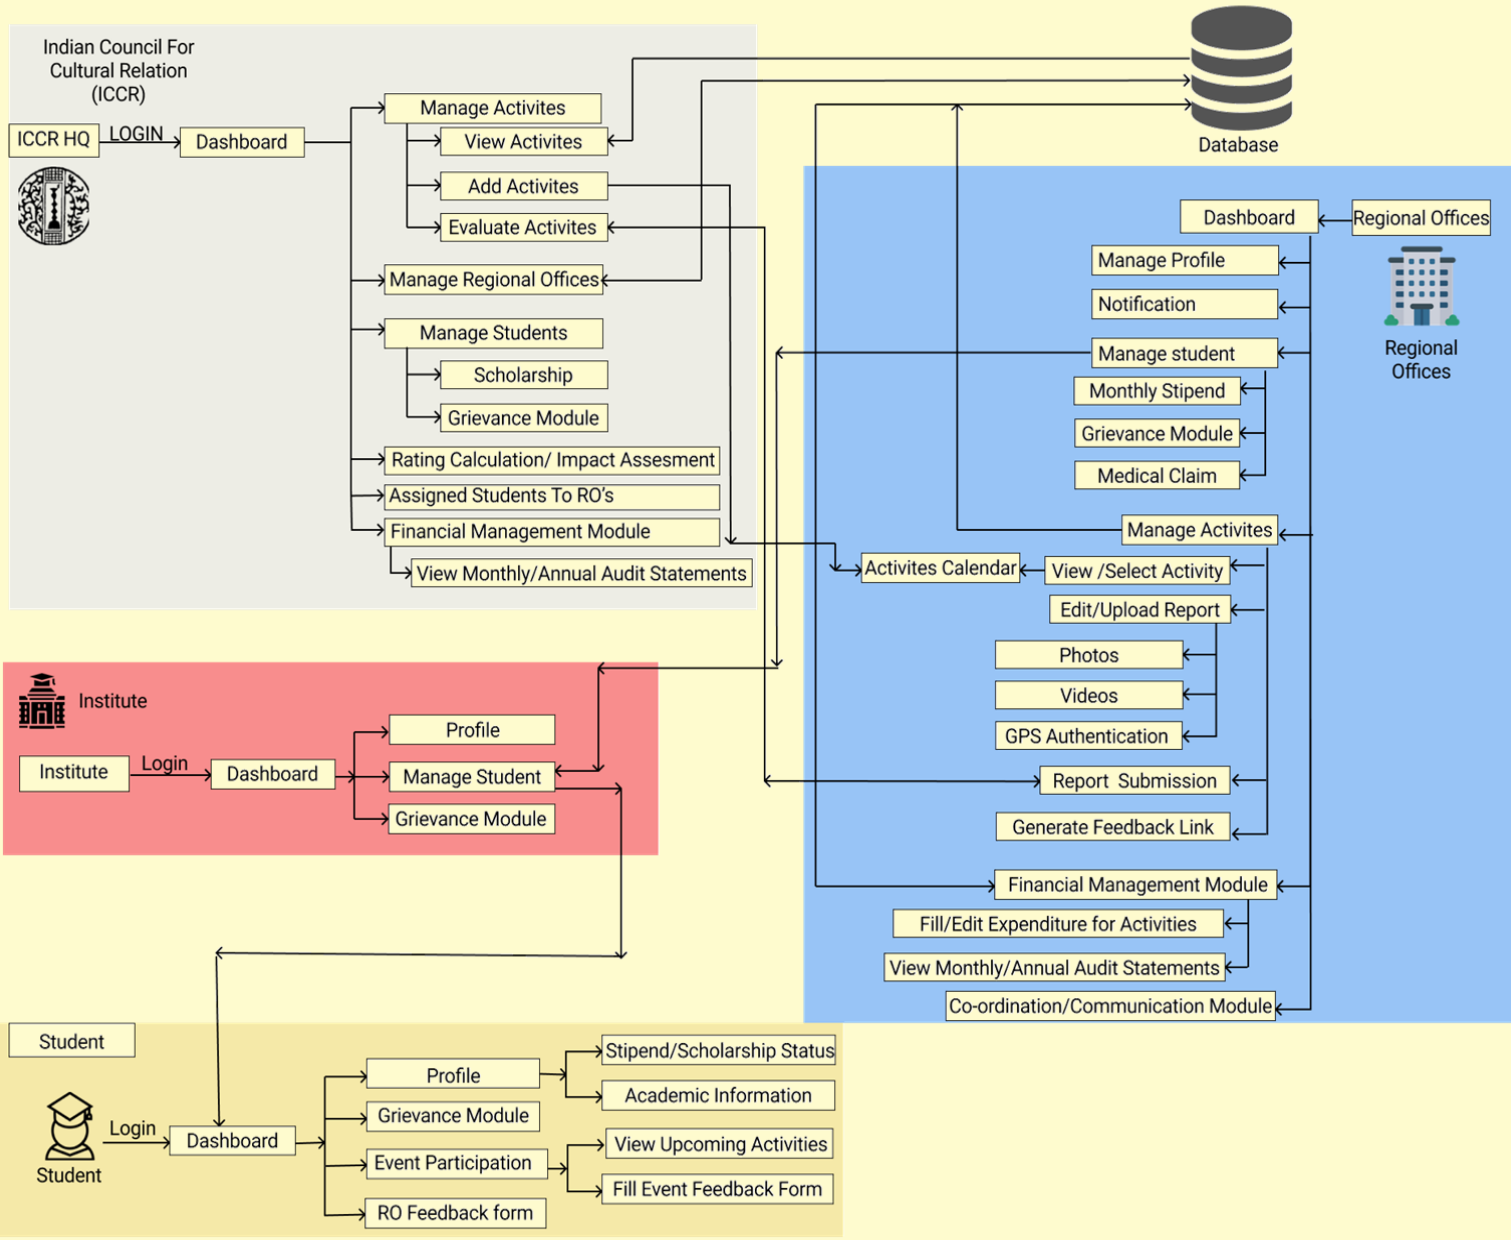 Indian Council For
Cultural Relation
(ICCR)
ICCR HQ
LOGIN
Dashboard
Manage Activites
View Activites
Add Activites
Evaluate Activites
Manage Regional Offices
Manage Students
Scholarship
Grievance Module
Rating Calculation/ Impact Assesment
Assigned Students To RO's
Financial Management Module
View Monthly/Annual Audit Statements
Database
Dashboard
Regional Offices
Manage Profile
Notification
Regional
Offices
Manage student
Monthly Stipend
Grievance Module
Medical Claim
Manage Activites
Activites Calendar
View /Select Activity
Edit/Upload Report
Photos
Videos
GPS Authentication
Report Submission
Generate Feedback Link
Financial Management Module
Fill/Edit Expenditure for Activities
View Monthly/Annual Audit Statements
Co-ordination/Communication Module
Institute
Institute
Login
Dashboard
Profile
Manage Student
Grievance Module
Student
Student
Login
Dashboard
Profile
Stipend/Scholarship Status
Academic Information
Grievance Module
Event Participation
View Upcoming Activities
Fill Event Feedback Form
RO Feedback form